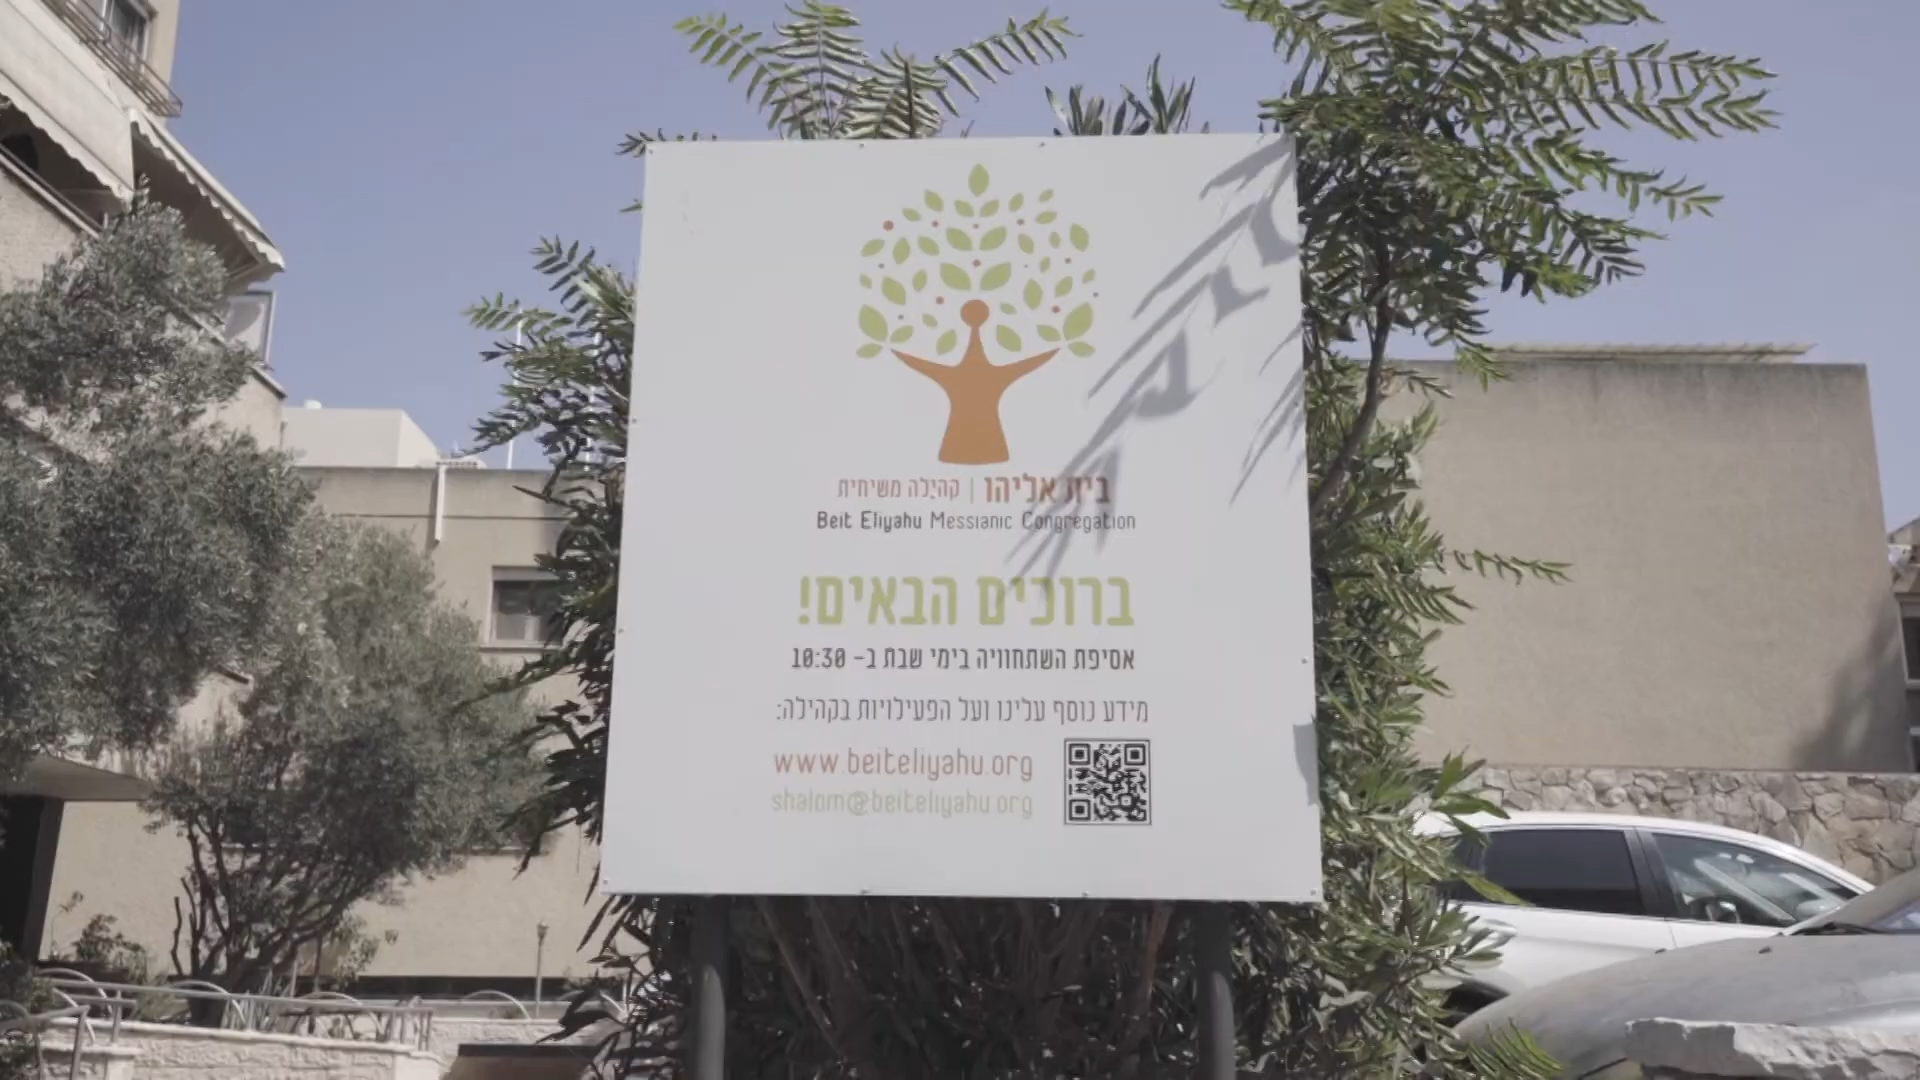 בית אליהו | קהילה משיחית
Beit Eliyahu Messianic Congregation
ברוכים הבאים!
אסיפת השתחוויה בימי שבת ב- 10:30
מידע נוסף עלינו ועל הפעילויות בקהילה:
www.beiteliyahu.org
shalom@beiteliyahu.org